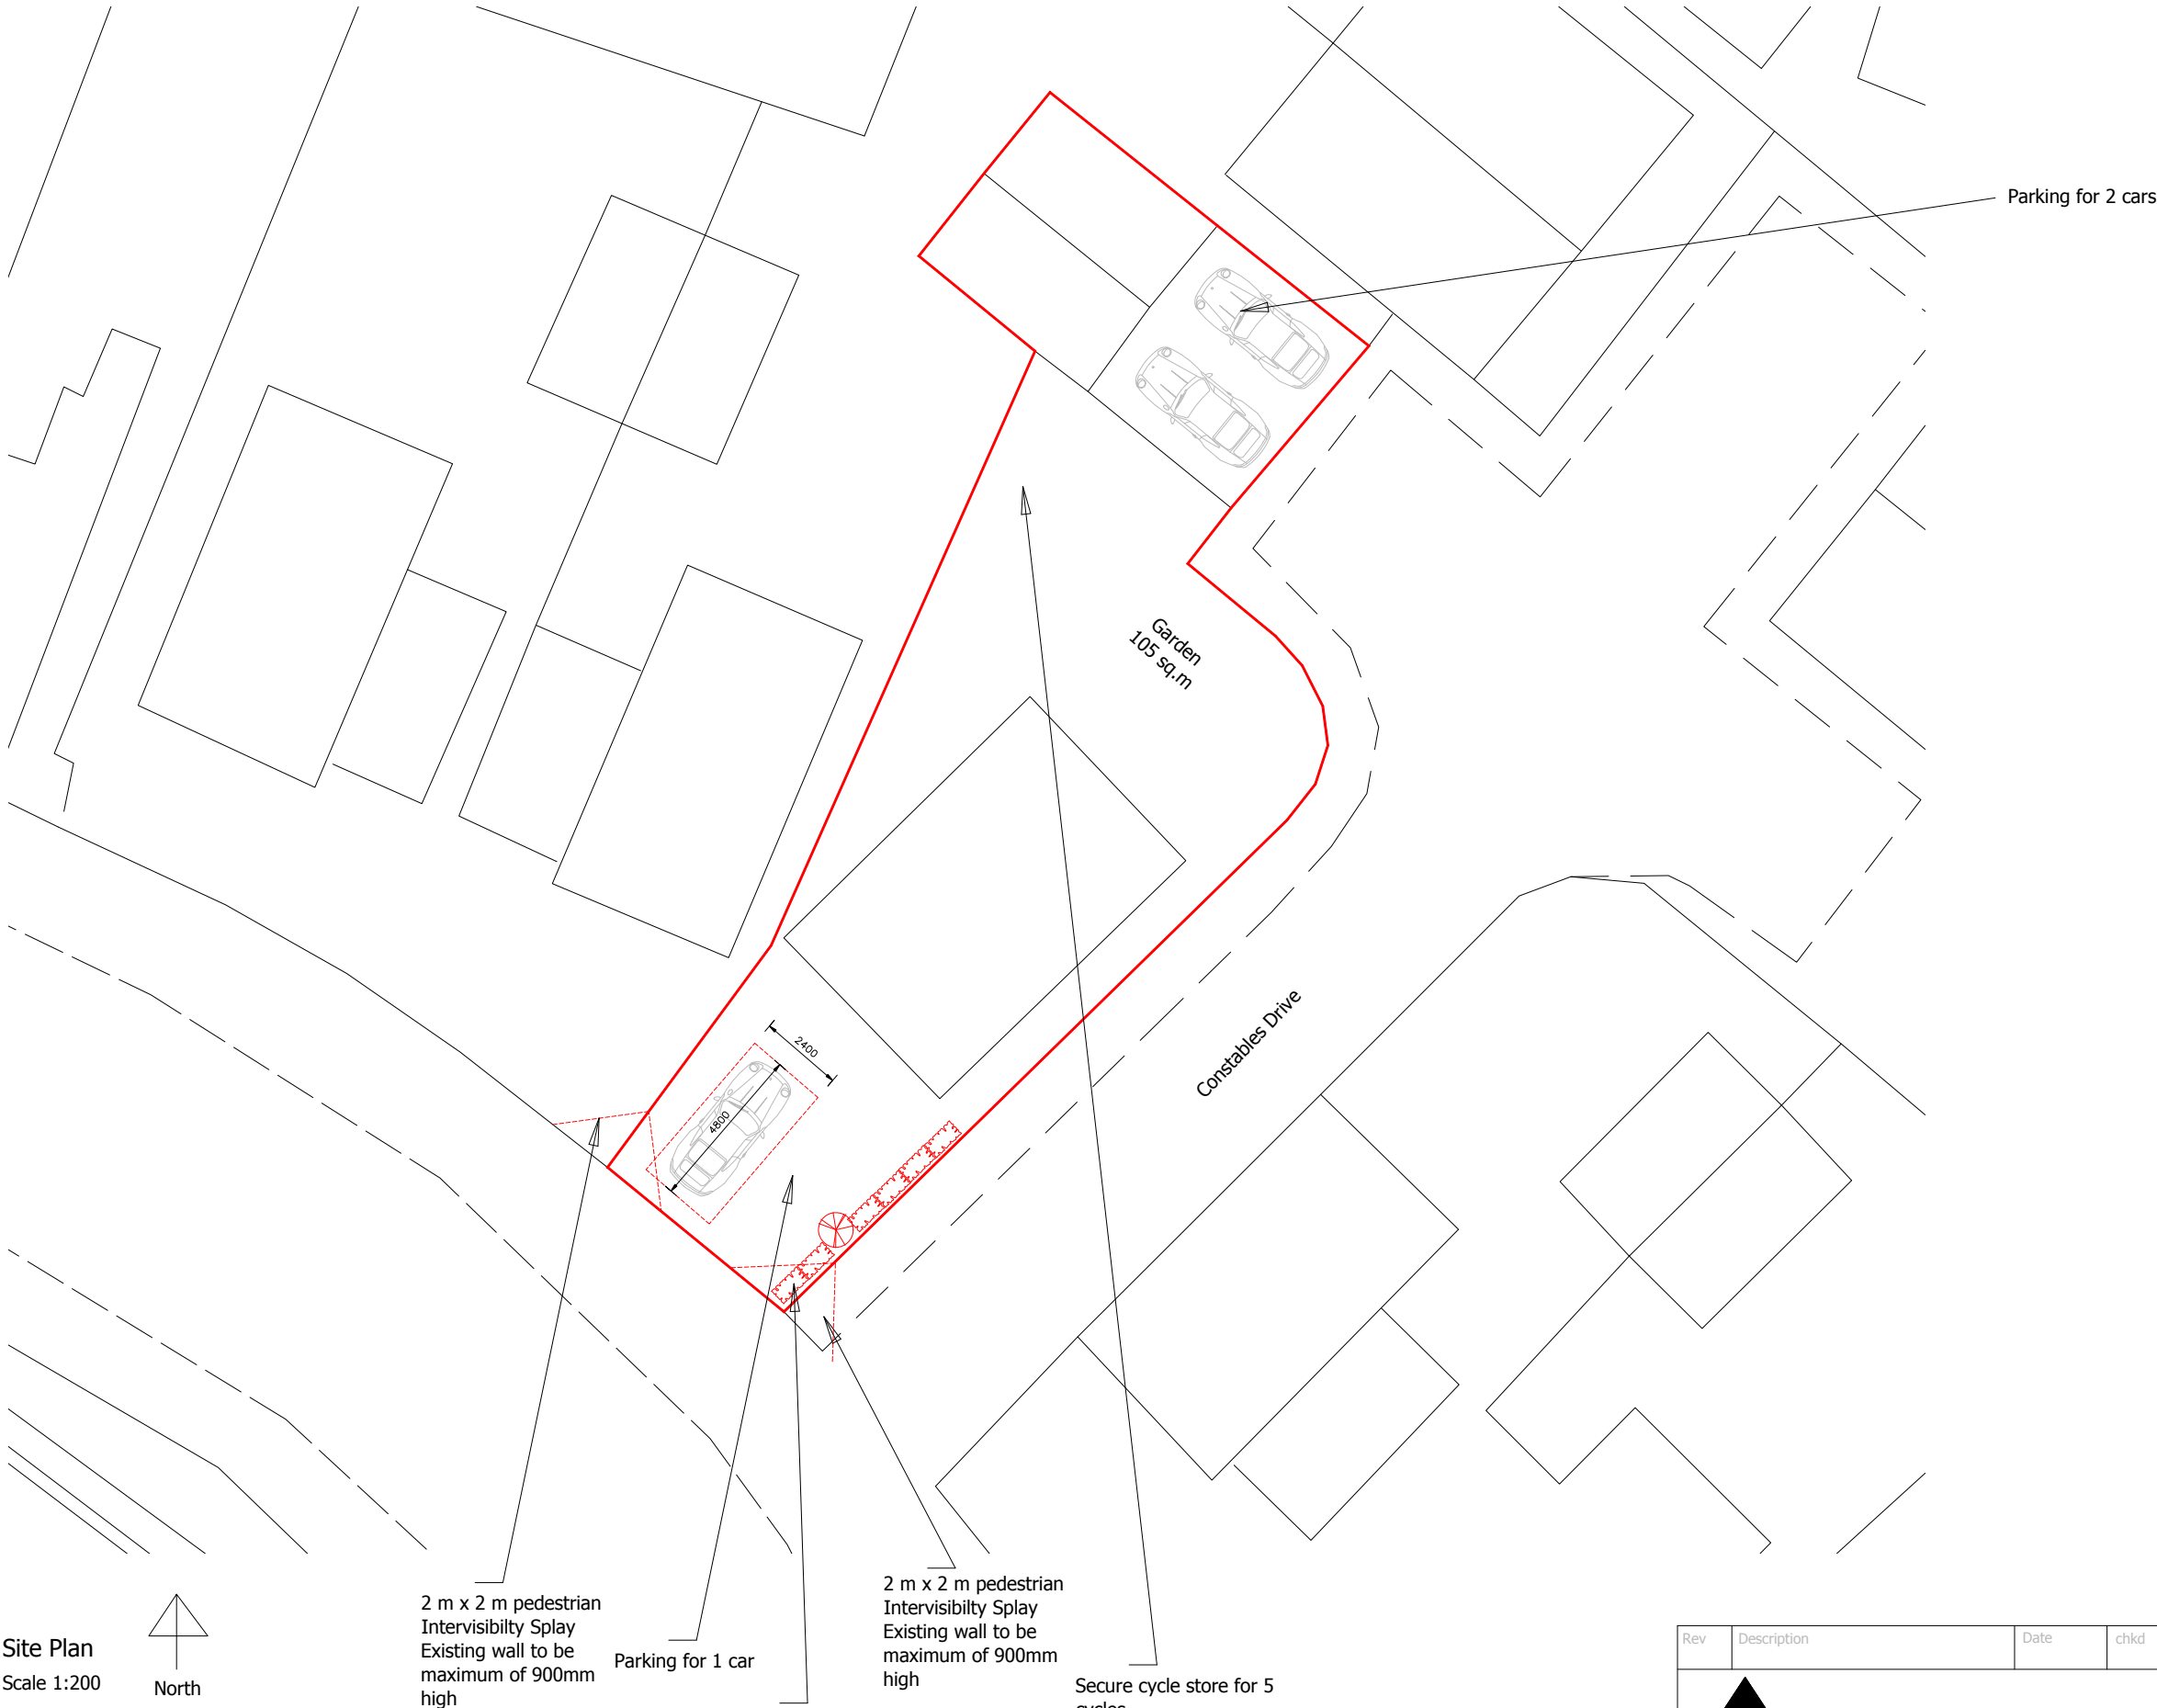 Parking for 2 cars
Garden
105 sq.m
2400
4800
Constables Drive
2 m x 2 m pedestrian
Intervisibility Splay
Existing wall to be
maximum of 900mm
high
Parking for 1 car
2 m x 2 m pedestrian
Intervisibilty Splay
Existing wall to be
maximum of 900mm
high
Secure cycle store for 5
cycles
Site Plan
Scale 1:200
North
Rev Description Date chkd